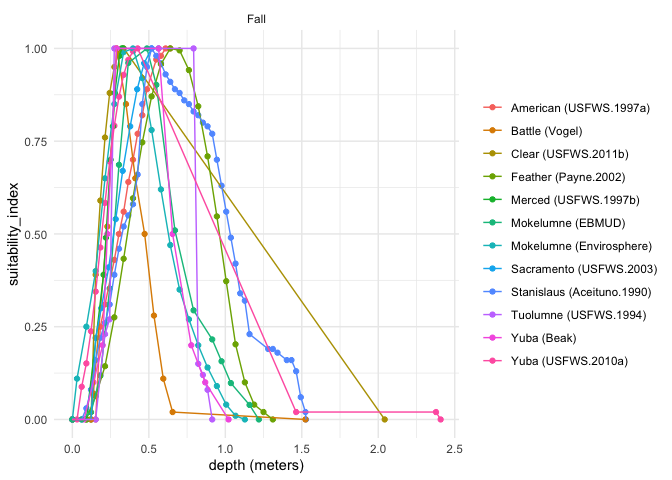 Fall
1.00
0.75
0.50
0.25
0.00
suitability_index
0.0
0.5
1.0
1.5
2.0
2.5
depth (meters)
American (USFWS.1997a)
Battle (Vogel)
Clear (USFWS.2011b)
Feather (Payne.2002)
Merced (USFWS.1997b)
Mokelumne (EBMUD)
Mokelumne (Envirosphere)
Sacramento (USFWS.2003)
Stanislaus (Aceituno.1990)
Tuolumne (USFWS.1994)
Yuba (Beak)
Yuba (USFWS.2010a)